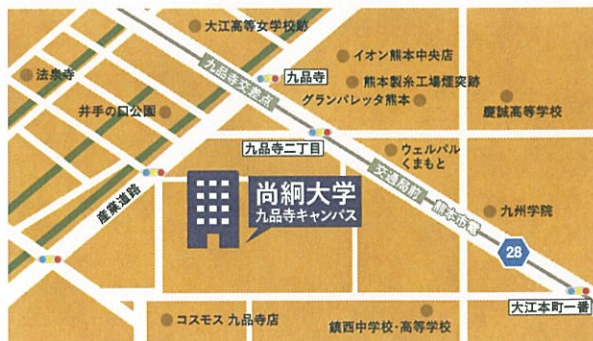 大江高等女学校跡
イオン熊本中央店
法泉寺
九品寺交差点
九品寺
熊本製糸工場煙突跡
グランパレッタ熊本
井手の口公園
慶誠高等学校
九品寺二丁目
ウェルパル
くまもと
交通局前
産業道路
尚絅大学
九品寺キャンパス
熊本市電
九州学院
28
大江本町一番
コスモス 九品寺店
鎮西中学校・高等学校